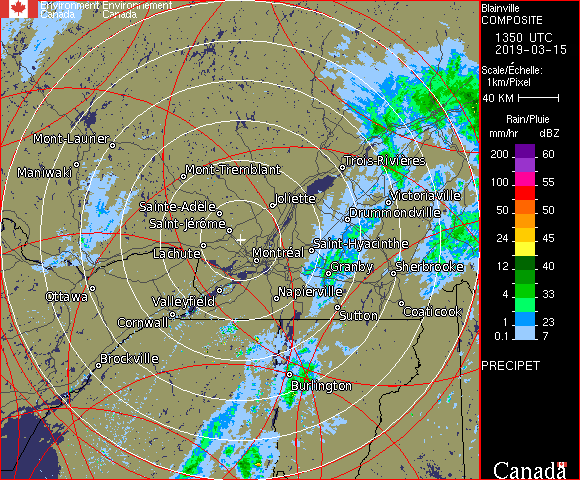 Environment Environnement
Canada Canada
Blainville
COMPOSITE
1350 UTC
2019-03-15
Scale/Échelle:
1km/Pixel
40 KM
Rain/Pluie
mm/hr dBZ
200 60
100 55
50 50
24 45
12 40
4 33
1 23
0.1 7
PRECIPET
Canada
Mont-Laurier
Maniwaki
Mont-Tremblant
Trois-Rivières
Joliette
Victoriaville
Sainte-Adèle
Drummondville
Saint-Jérôme
Saint-Hyacinthe
Lachute
Montréal
Granby
Sherbrooke
Ottawa
Valleyfield
Napierville
Coaticook
Cornwall
Sutton
Brockville
Burlington